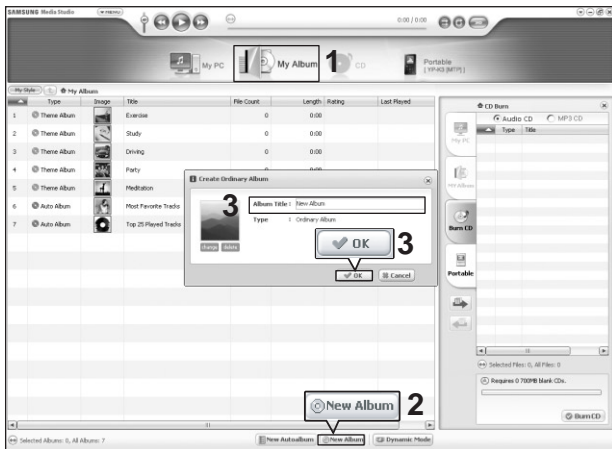 SAMSUNG Media Studio
MENU
0:00 / 0:00
My PC
My Album
1
CD
Portable
[ YP-K3 [MTP] ]
My Style
My Album
Type Image Title File Count Length Rating Last Played
1 Theme Album Exercise 0 0:00
2 Theme Album Study 0 0:00
3 Theme Album Driving 0 0:00
4 Theme Album Party 0 0:00
5 Theme Album Meditation
6 Auto Album Most Favorite Tracks
7 Auto Album Top 25 Played Tracks
Create Ordinary Album
3
Album Title : New Album
Type : Ordinary Album
change delete
OK
3
OK Cancel
CD Burn
Audio CD MP3 CD
Type Title
My PC
My Album
Burn CD
Portable
Selected Files: 0, All Files: 0
Requires 0 700MB blank CDs.
Burn CD
New Album
2
Selected Albums: 0, All Albums: 7
New Autoalbum New Album Dynamic Mode